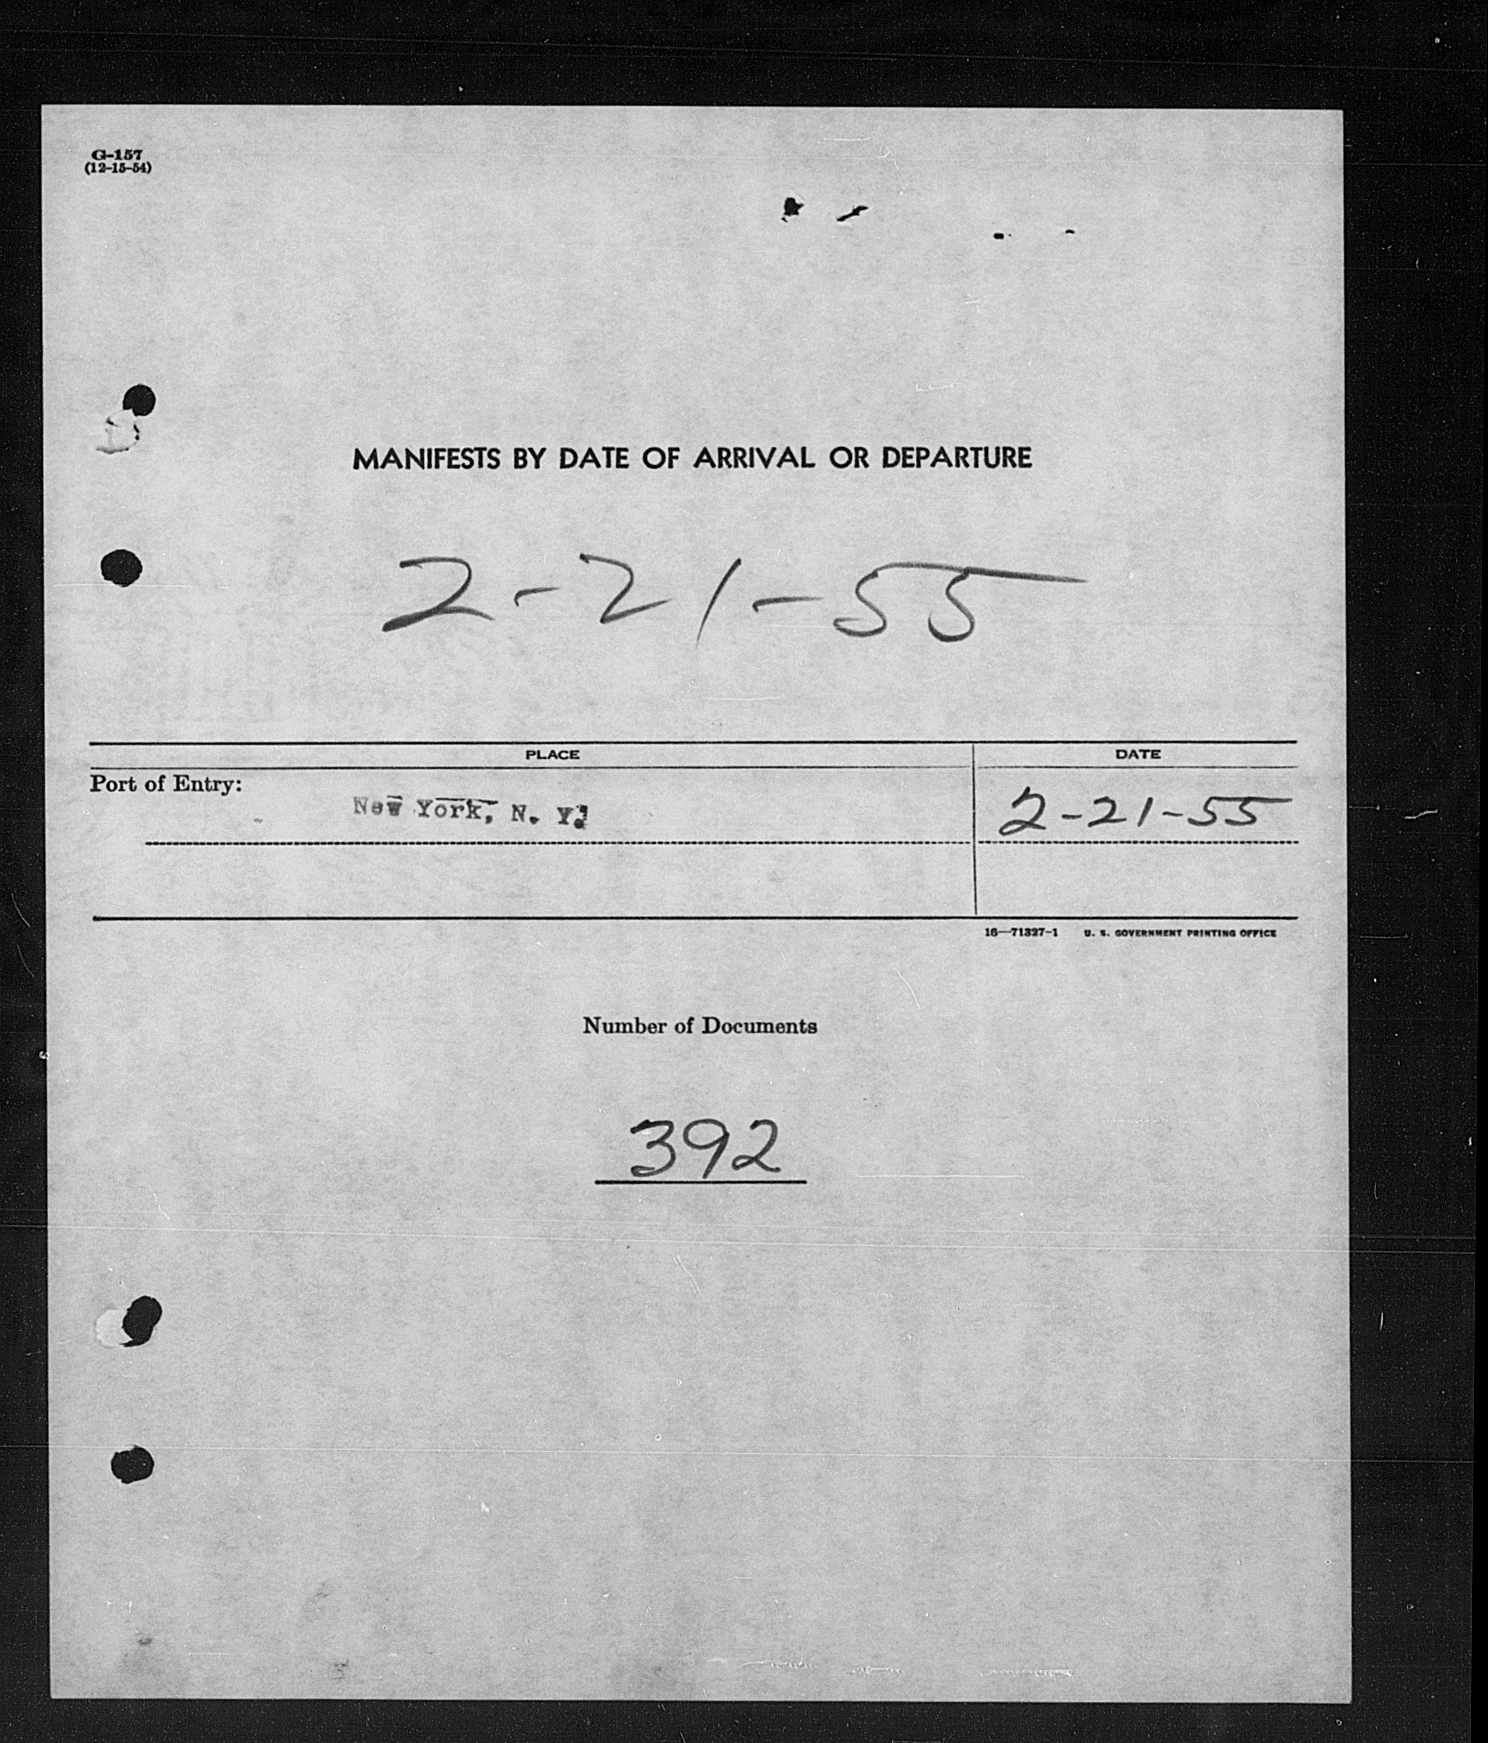 G-157
(12-15-54)
MANIFESTS BY DATE OF ARRIVAL OR DEPARTURE
2-21-55
PLACE DATE
Port of Entry:
New York, N. Y. 2-21-55
16—71327-1 U. S. GOVERNMENT PRINTING OFFICE
Number of Documents
392